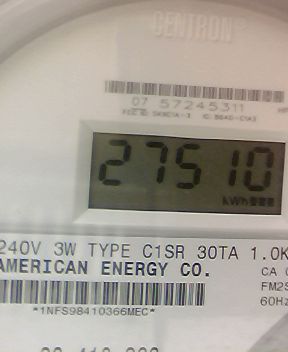 CENTRON®
07 57245311
27510
kWh
240V 3W TYPE C1SR 30TA 1.0K
AMERICAN ENERGY CO.
CA
FM2S
60Hz
*1NFS98410366MEC*